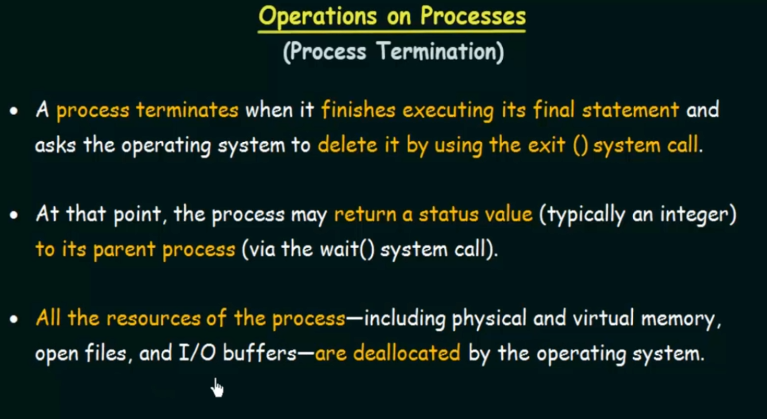 Operations on Processes
(Process Termination)
• A process terminates when it finishes executing its final statement and
asks the operating system to delete it by using the exit () system call.
• At that point, the process may return a status value (typically an integer)
to its parent process (via the wait() system call).
• All the resources of the process—including physical and virtual memory,
open files, and I/O buffers—are deallocated by the operating system.